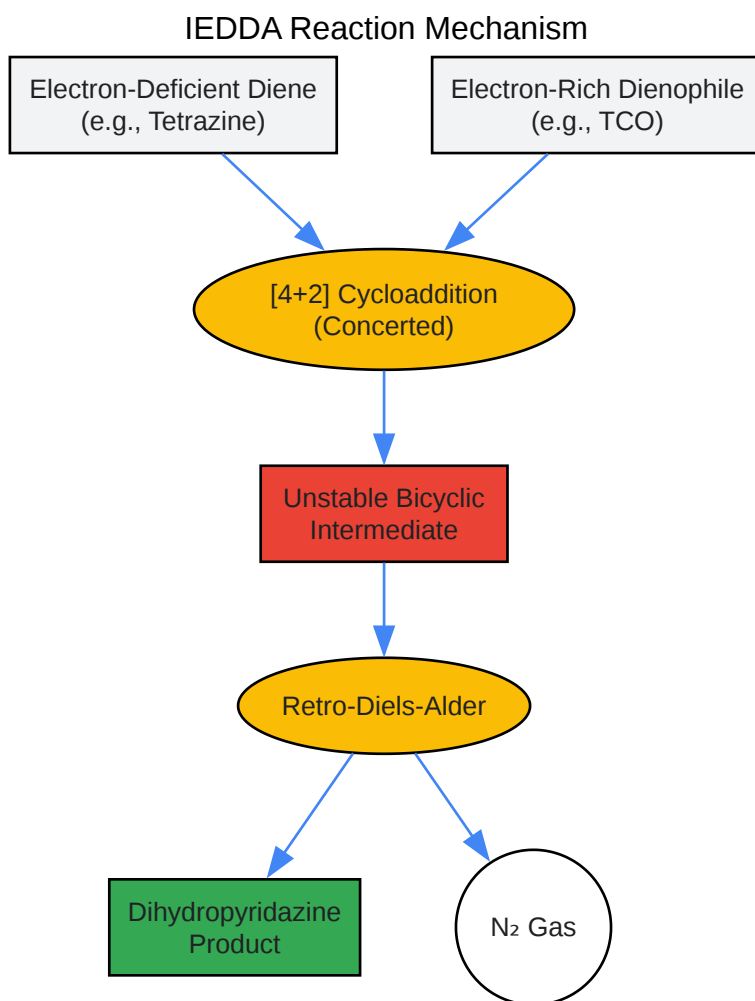 IEDDA Reaction Mechanism
Electron-Deficient Diene
(e.g., Tetrazine)
Electron-Rich Dienophile
(e.g., TCO)
[4+2] Cycloaddition
(Concerted)
Unstable Bicyclic
Intermediate
Retro-Diels-Alder
Dihydropyridazine
Product
N₂ Gas